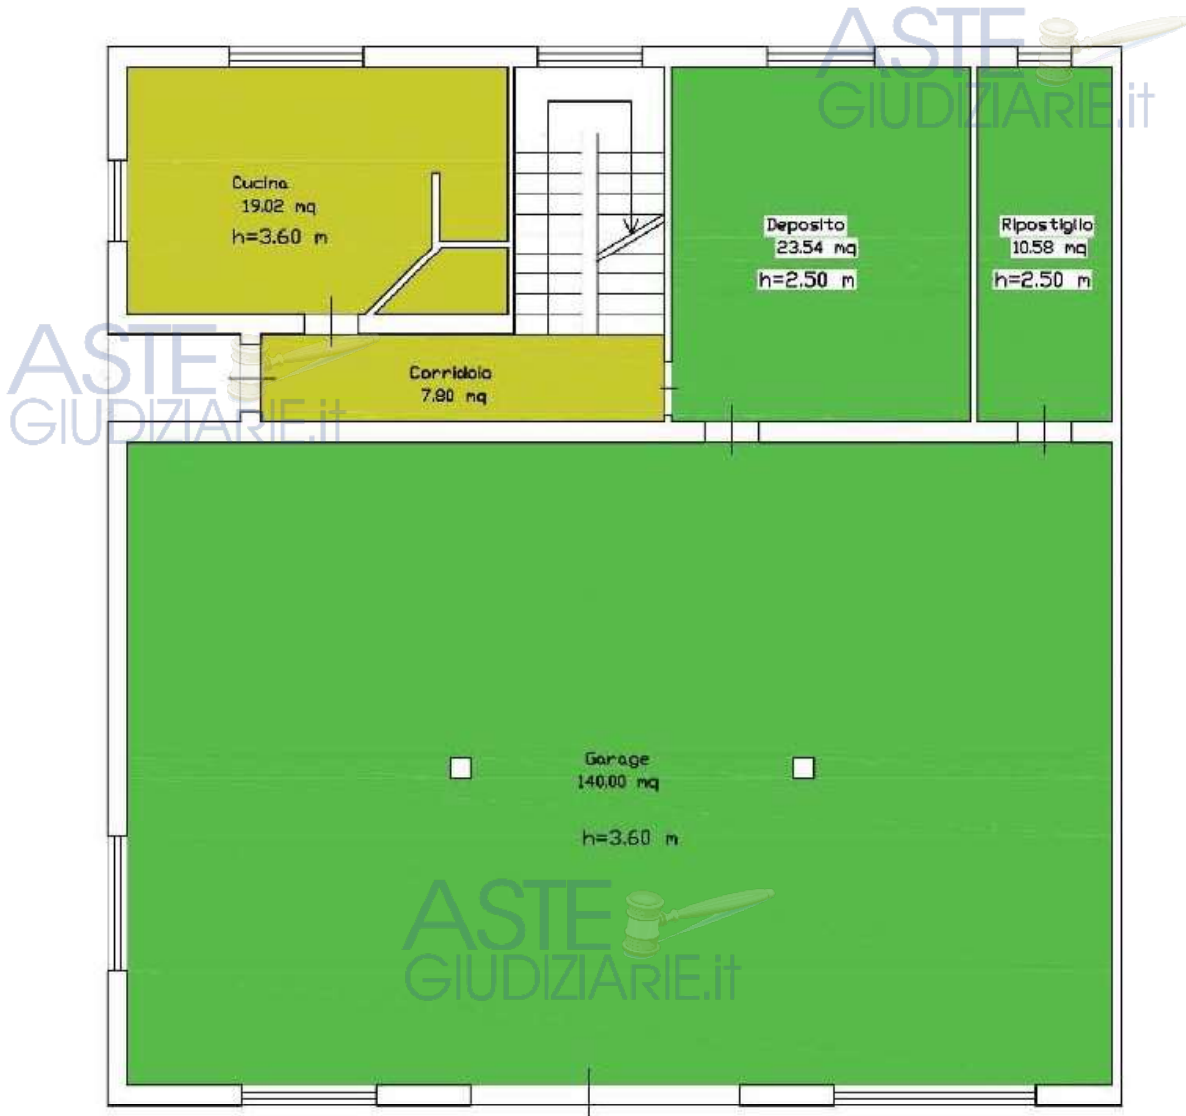 ASTE
GIUDIZIARIE.it
Cucina
19.02 mq
h=3.60 m
Deposito
23.54 mq
h=2.50 m
Ripostiglio
10.58 mq
h=2.50 m
ASTE
GIUDIZIARIE.it
Corridoio
7.80 mq
Garage
140.00 mq
h=3.60 m
ASTE
GIUDIZIARIE.it